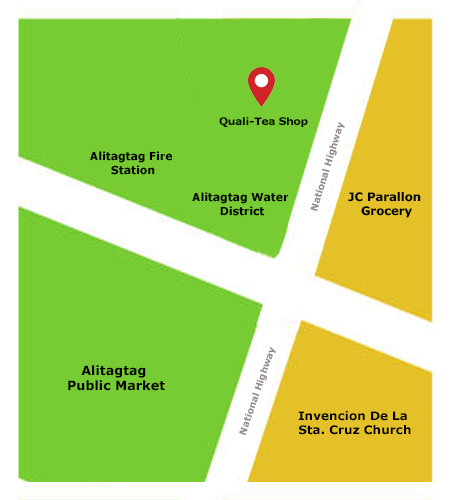 Quali-Tea Shop
Alitagtag Fire
Station
National Highway
Alitagtag Water
District
JC Parallon
Grocery
Alitagtag
Public Market
National Highway
Invencion De La
Sta. Cruz Church